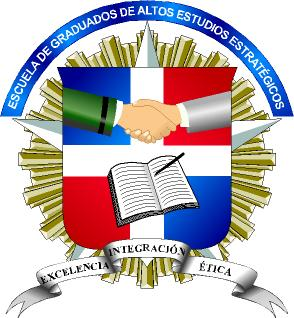 ESCUELA DE GRADUADOS DE ALTOS ESTUDIOS ESTRATÉGICOS
EXCELENCIA
INTEGRACIÓN
ÉTICA